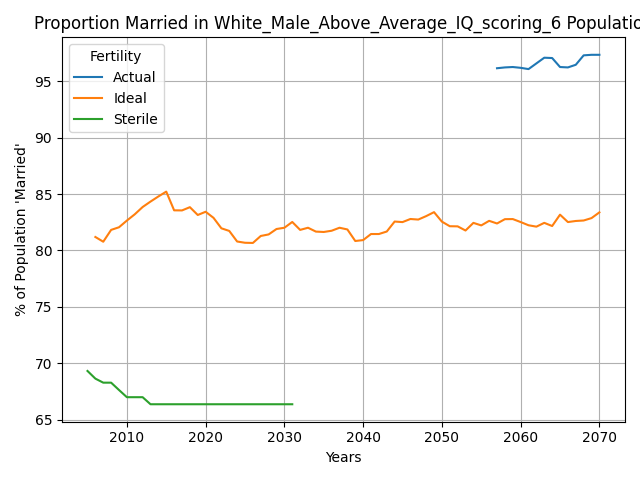 Proportion Married in White_Male_Above_Average_IQ_scoring_6 Populatio
Fertility
Actual
Ideal
Sterile
% of Population 'Married'
95
90
85
80
75
70
65
2010 2020 2030 2040 2050 2060 2070
Years